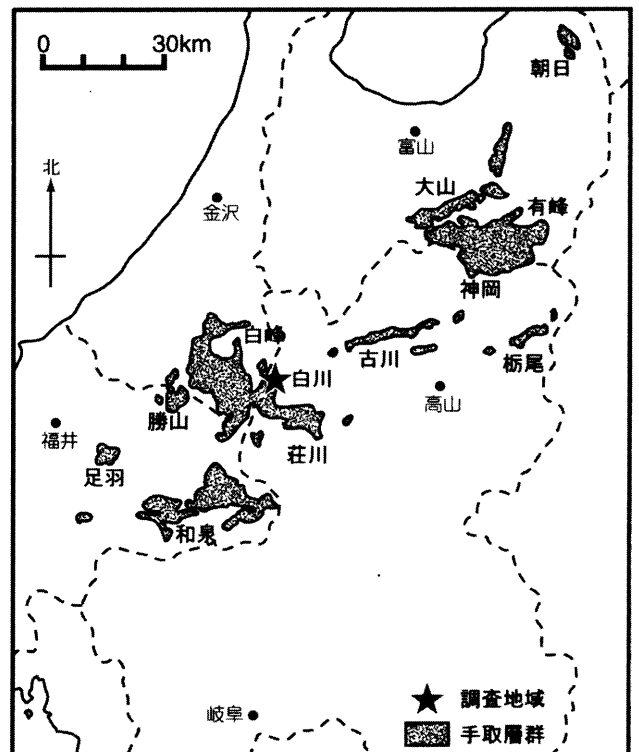 0 30km
朝日
富山
北
大山
有峰
金沢
神岡
白峰
古川
栃尾
白川
高山
勝山
福井
荘川
足羽
和泉
岐阜
調査地域
手取層群